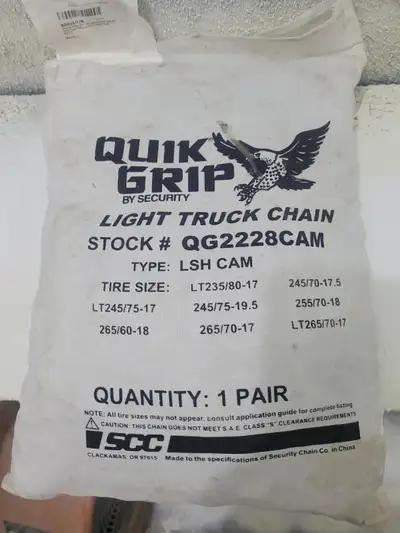 QUIK
GRIP
BY SECURITY
LIGHT TRUCK CHAIN
STOCK # QG2228CAM
TYPE: LSH CAM
TIRE SIZE: LT235/80-17 245/70-17.5
LT245/75-17 245/75-19.5 255/70-18
265/60-18 265/70-17 LT265/70-17
QUANTITY: 1 PAIR
NOTE: All tire sizes may not appear, consult application guide for complete listing
CAUTION: THIS CHAIN DOES NOT MEET S.A.E. CLASS "S" CLEARANCE REQUIREMENTS
SCC
CLACKAMAS, OR 97015 Made to the specifications of Security Chain Co in China